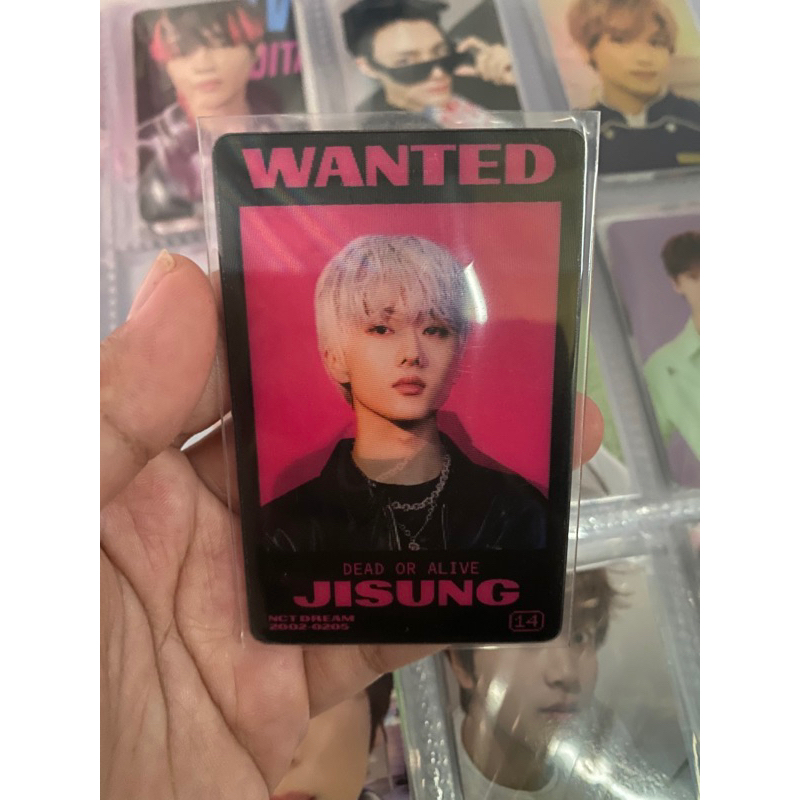 WANTED
DEAD OR ALIVE
JISUNG
NCT DREAM
2002-0205
14